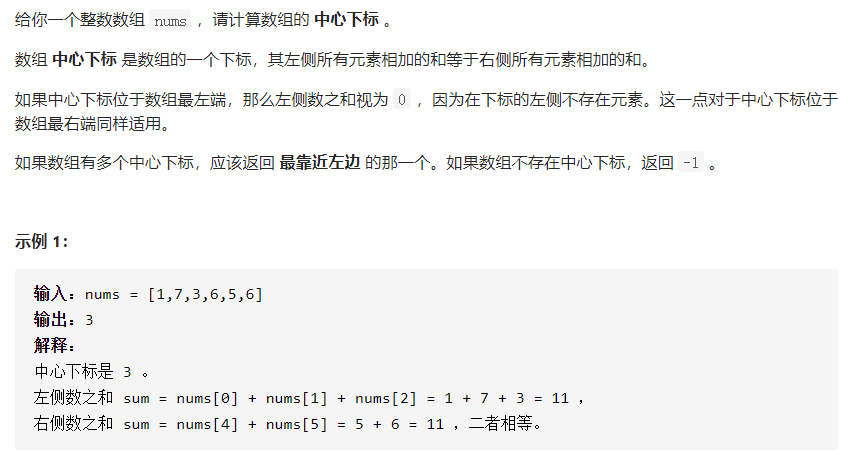 给你一个整数数组 nums ，请计算数组的 中心下标 。
数组 中心下标 是数组的一个下标，其左侧所有元素相加的和等于右侧所有元素相加的和。
如果中心下标位于数组最左端，那么左侧数之和视为 0 ，因为在下标的左侧不存在元素。这一点对于中心下标位于
数组最右端同样适用。
如果数组有多个中心下标，应该返回 最靠近左边 的那一个。如果数组不存在中心下标，返回 -1 。
示例 1：
输入：nums = [1,7,3,6,5,6]
输出：3
解释：
中心下标是 3 。
左侧数之和 sum = nums[0] + nums[1] + nums[2] = 1 + 7 + 3 = 11 ，
右侧数之和 sum = nums[4] + nums[5] = 5 + 6 = 11 ，二者相等。